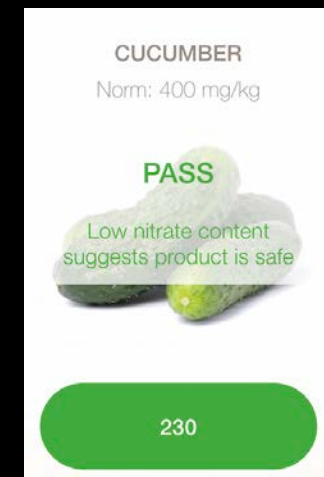 CUCUMBER
Norm: 400 mg/kg
PASS
Low nitrate content
suggests product is safe
230